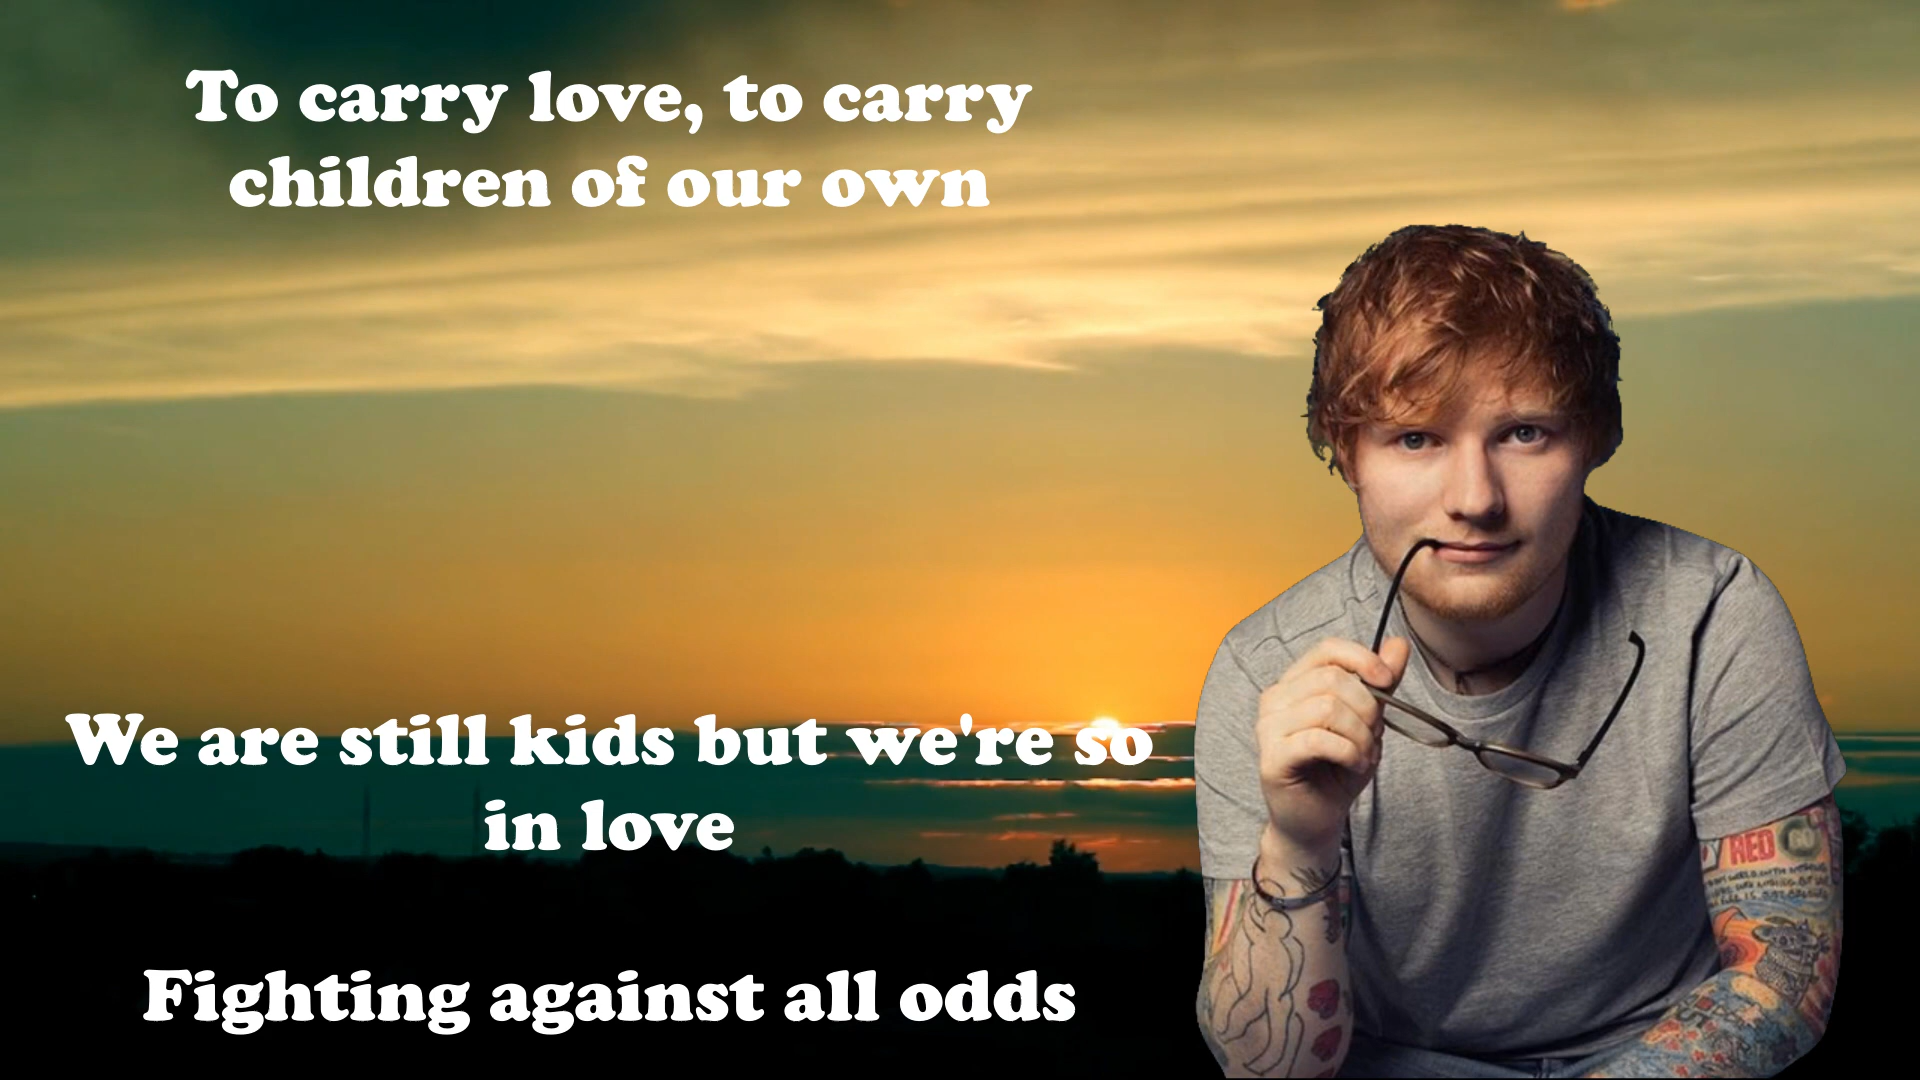 To carry love, to carry
children of our own
We are still kids but we're so
in love
Fighting against all odds
RED